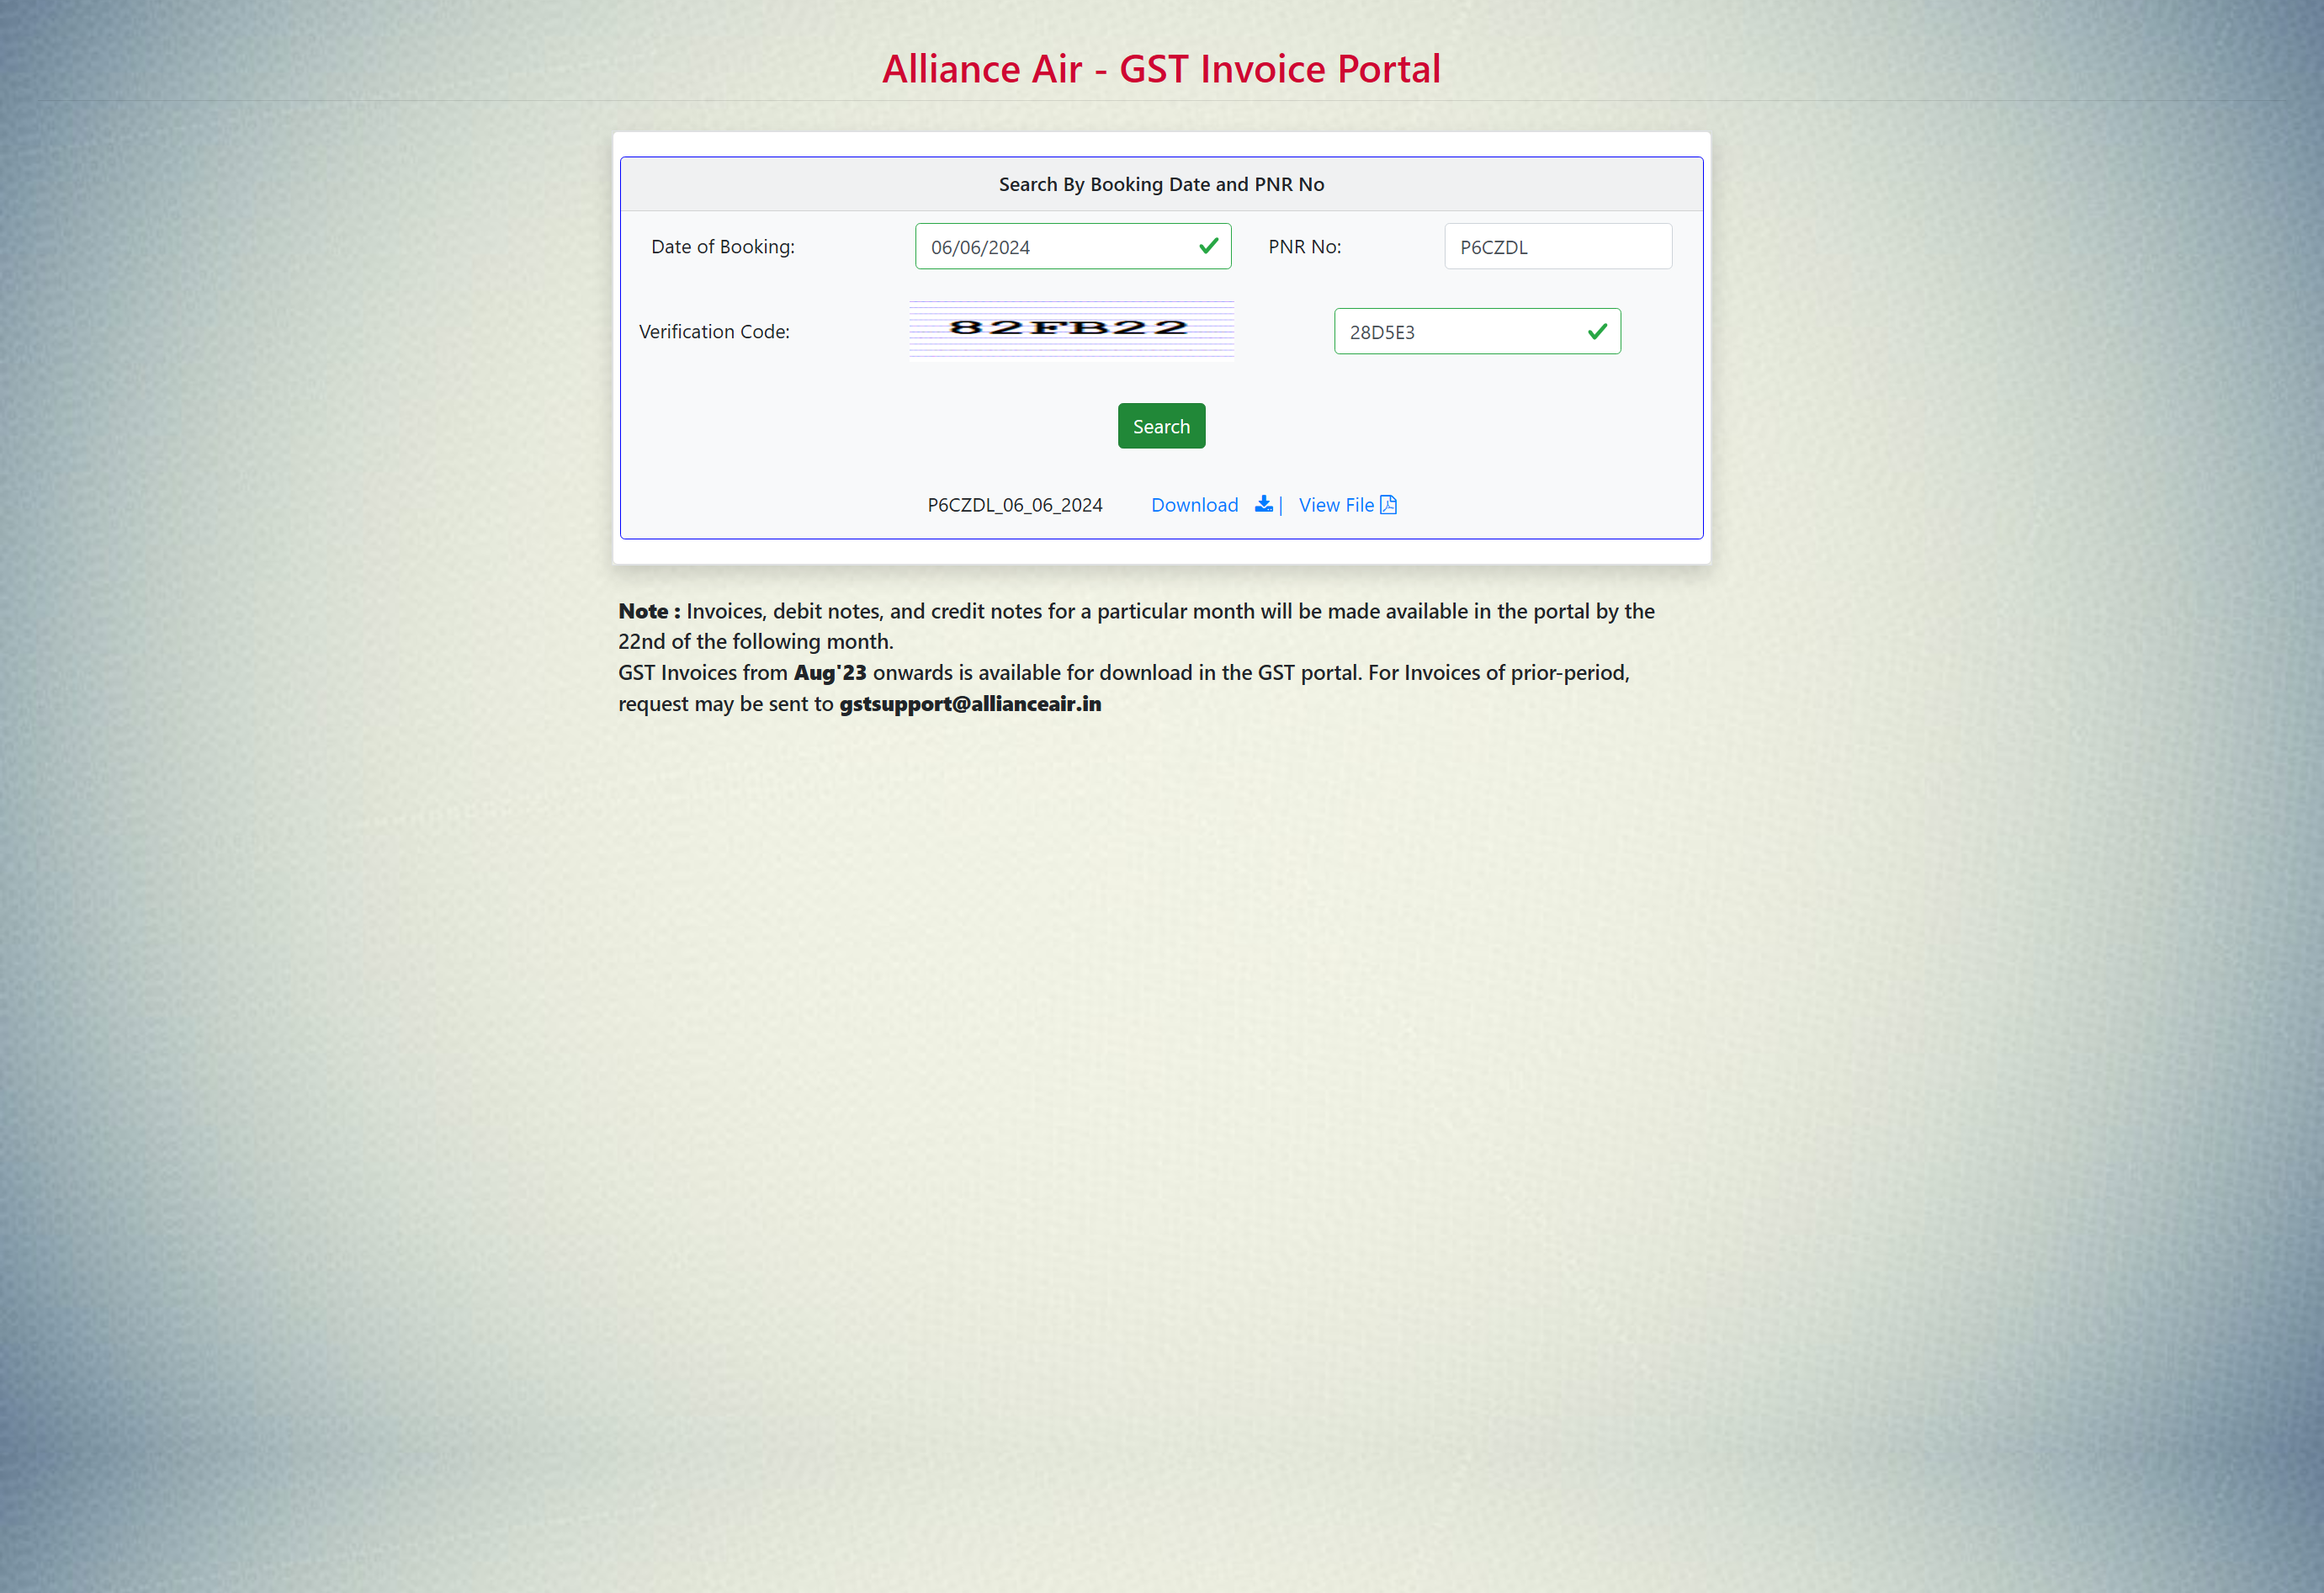 Alliance Air - GST Invoice Portal
Search By Booking Date and PNR No
Date of Booking: 06/06/2024 PNR No: P6CZDL
Verification Code: 82FB22 28D5E3
Search
P6CZDL_06_06_2024 Download | View File
Note : Invoices, debit notes, and credit notes for a particular month will be made available in the portal by the
22nd of the following month.
GST Invoices from Aug'23 onwards is available for download in the GST portal. For Invoices of prior-period,
request may be sent to gstsupport@allianceair.in